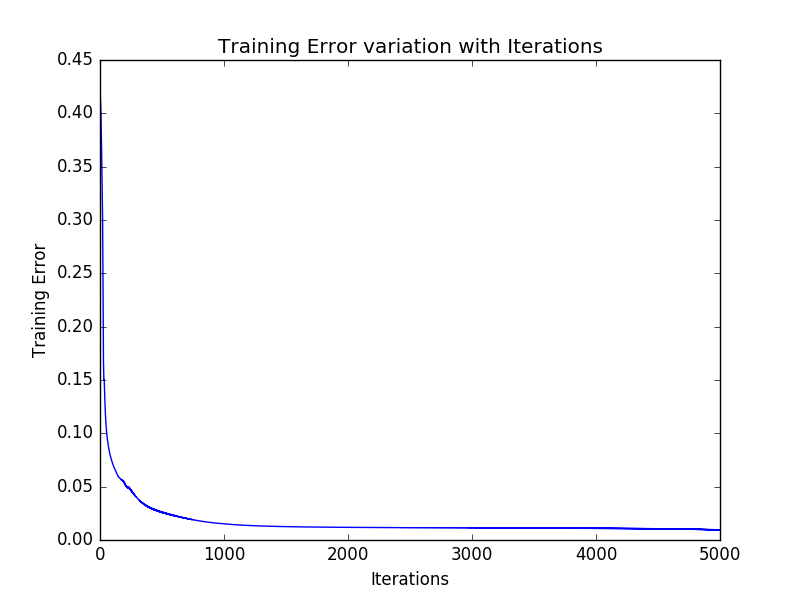 Training Error variation with Iterations
0.45
0.40
0.35
0.30
0.25
0.20
0.15
0.10
0.05
0.00
Training Error
0 1000 2000 3000 4000 5000
Iterations